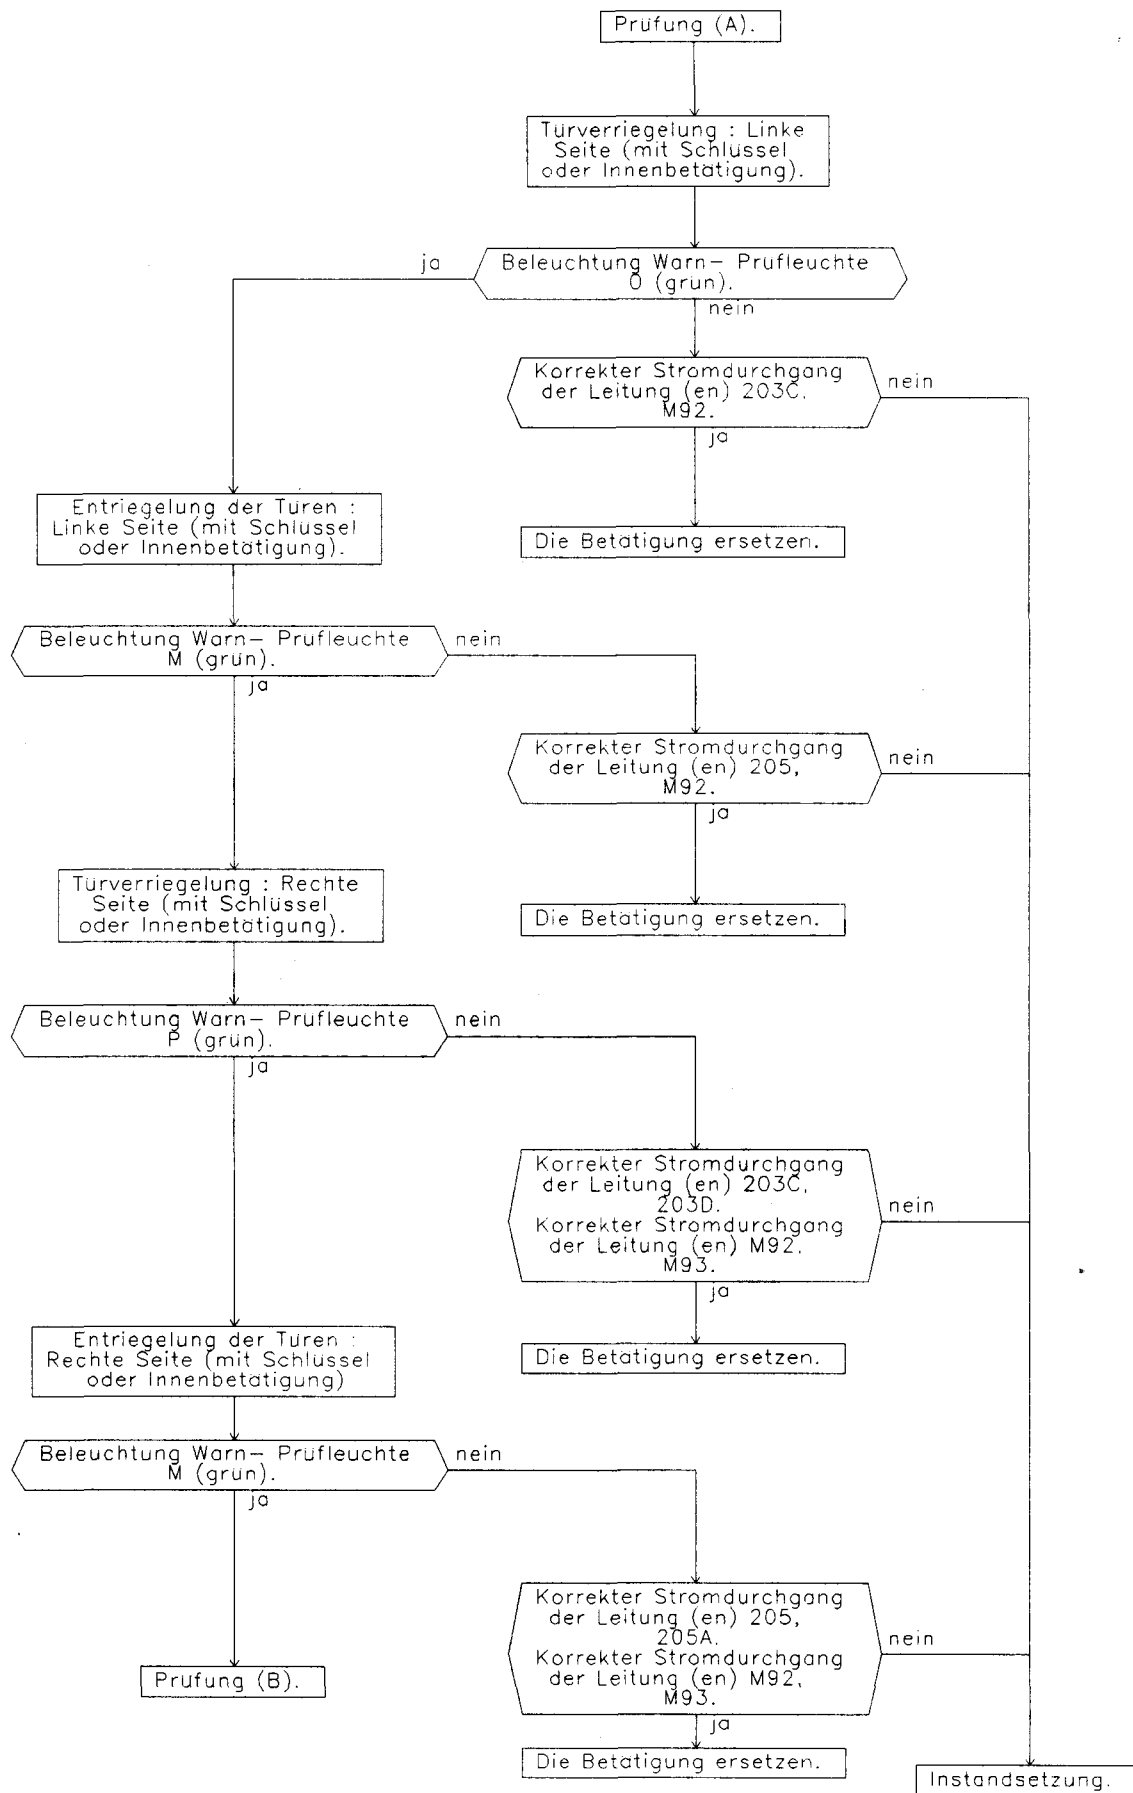 Prüfung (A).
Türverriegelung : Linke
Seite (mit Schlüssel
oder Innenbetätigung).
ja
Beleuchtung Warn- Prüfleuchte
O (grün).
nein
Korrekter Stromdurchgang
der Leitung (en) 203C,
M92.
nein
ja
Entriegelung der Türen :
Linke Seite (mit Schlüssel
oder Innenbetätigung).
Die Betätigung ersetzen.
Beleuchtung Warn- Prüfleuchte
M (grün).
nein
ja
Korrekter Stromdurchgang
der Leitung (en) 205,
M92.
nein
ja
Türverriegelung : Rechte
Seite (mit Schlüssel
oder Innenbetätigung).
Die Betätigung ersetzen.
Beleuchtung Warn- Prüfleuchte
P (grün).
nein
ja
Korrekter Stromdurchgang
der Leitung (en) 203C,
203D.
Korrekter Stromdurchgang
der Leitung (en) M92,
M93.
nein
ja
Entriegelung der Türen :
Rechte Seite (mit Schlüssel
oder Innenbetätigung)
Die Betätigung ersetzen.
Beleuchtung Warn- Prüfleuchte
M (grün).
nein
ja
Korrekter Stromdurchgang
der Leitung (en) 205,
205A.
Korrekter Stromdurchgang
der Leitung (en) M92,
M93.
nein
ja
Prüfung (B).
Die Betätigung ersetzen.
Instandsetzung.